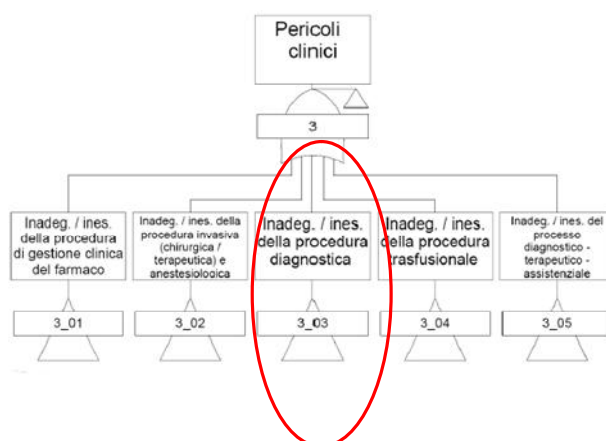 Pericoli
clinici
3
Inadeg. / ines.
della procedura
di gestione clinica
del farmaco
Inadeg. / ines. della
procedura invasiva
(chirurgica /
terapeutica) e
anestesiologica
Inadeg. / ines.
della procedura
diagnostica
Inadeg. / ines.
della procedura
trasfusionale
Inadeg. / ines. del
processo
diagnostico -
terapeutico -
assistenziale
3_01
3_02
3_03
3_04
3_05